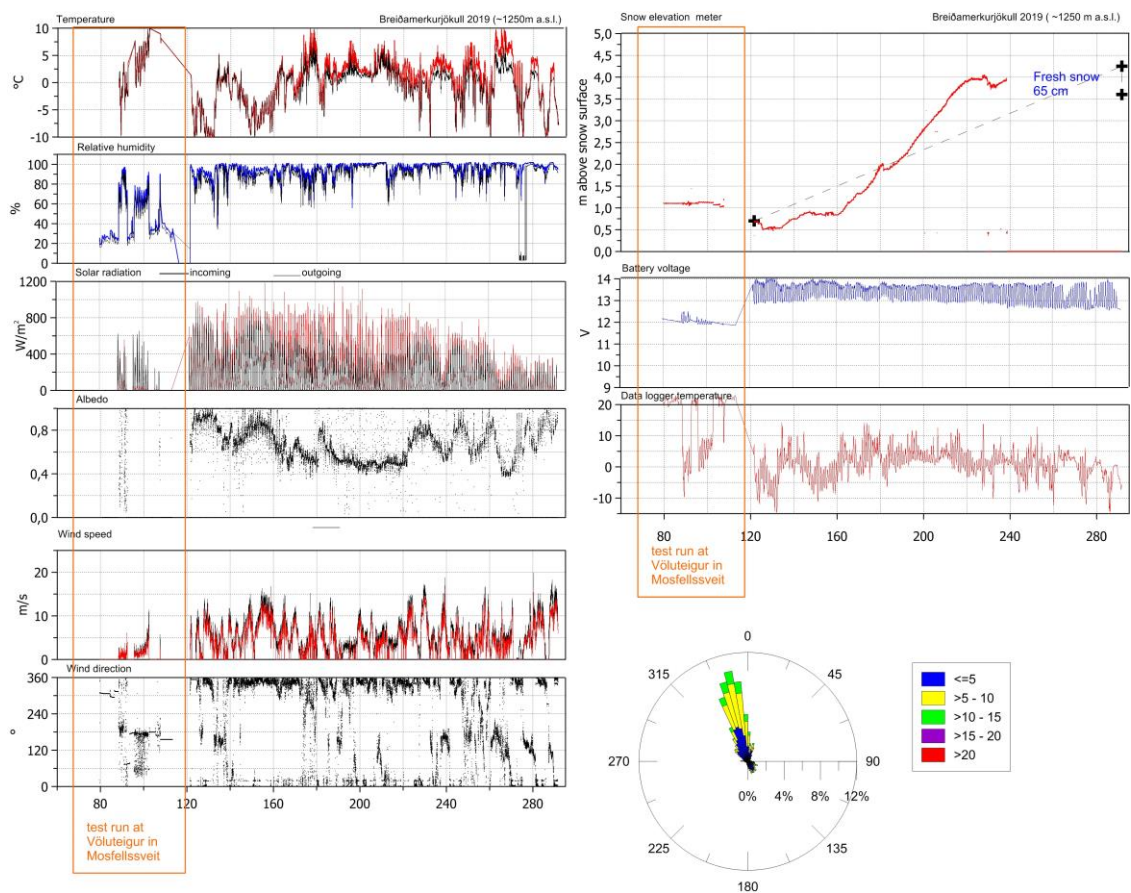 Temperature
Breiðamerkurjökull 2019 (~1250m a.s.l.)
10
5
0
-5
-10
°C
Relative humidity
100
80
60
40
20
0
%
Solar radiation
incoming
outgoing
1200
800
400
0
W/m²
Albedo
0,8
0,4
0,0
Wind speed
20
10
0
m/s
Wind direction
360
240
120
0
°
80
120
160
200
240
280
test run at
Völuteigur in
Mosfellssveit
Snow elevation meter
Breiðamerkurjökull 2019 ( ~1250 m a.s.l.)
5,0
4,5
4,0
3,5
3,0
2,5
2,0
1,5
1,0
0,5
0,0
m above snow surface
Fresh snow
65 cm
Battery voltage
14
13
12
11
10
9
V
Data logger temperature
20
10
0
-10
°C
80
120
160
200
240
280
test run at
Völuteigur in
Mosfellssveit
0
45
90
135
180
225
270
315
0%
4%
8%
12%
<=5
>5 - 10
>10 - 15
>15 - 20
>20